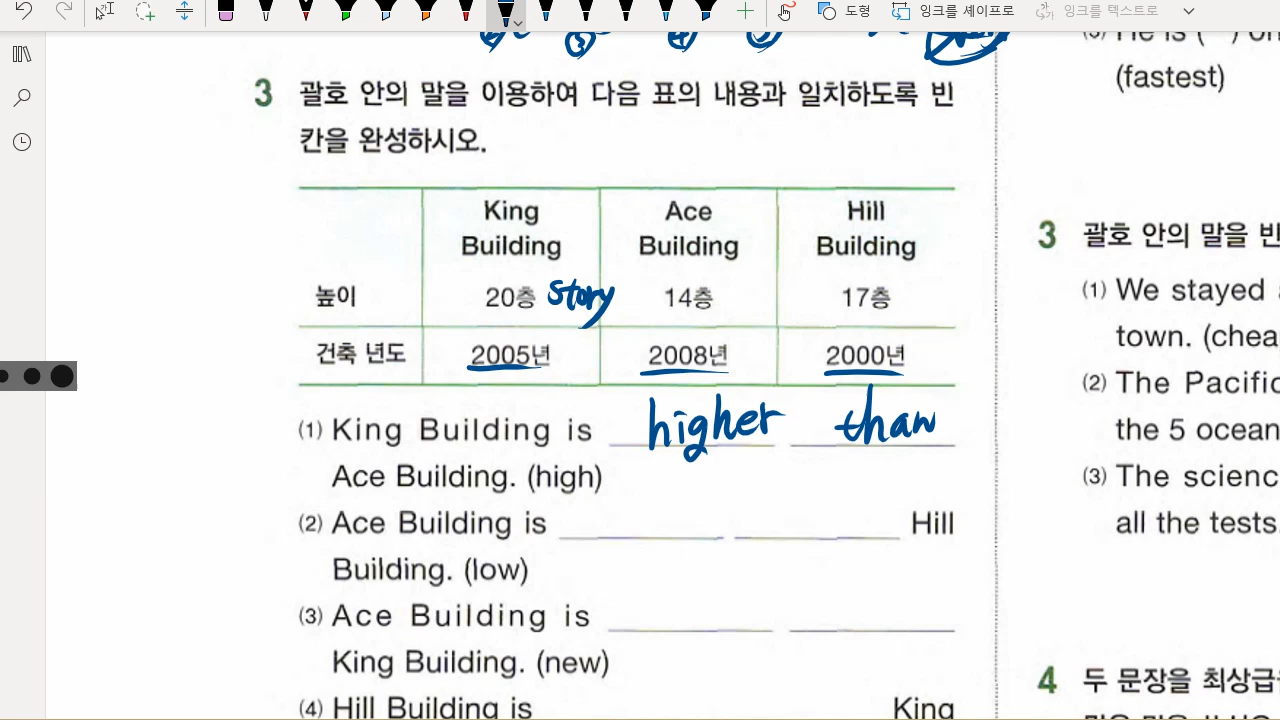 도형 잉크를 셰이프로 잉크를 텍스트로
3 괄호 안의 말을 이용하여 다음 표의 내용과 일치하도록 빈
칸을 완성하시오.
King Building Ace Building Hill Building
높이 20층 story 14층 17층
건축 년도 2005년 2008년 2000년
(1) King Building is higher than
Ace Building. (high)
(2) Ace Building is Hill
Building. (low)
(3) Ace Building is
King Building. (new)
(4) Hill Building is King
(3) He is ( ) on
(fastest)
3 괄호 안의 말을 빈
(1) We stayed
town. (chea
(2) The Pacific
the 5 ocean
(3) The scienc
all the tests
4 두 문장을 최상급